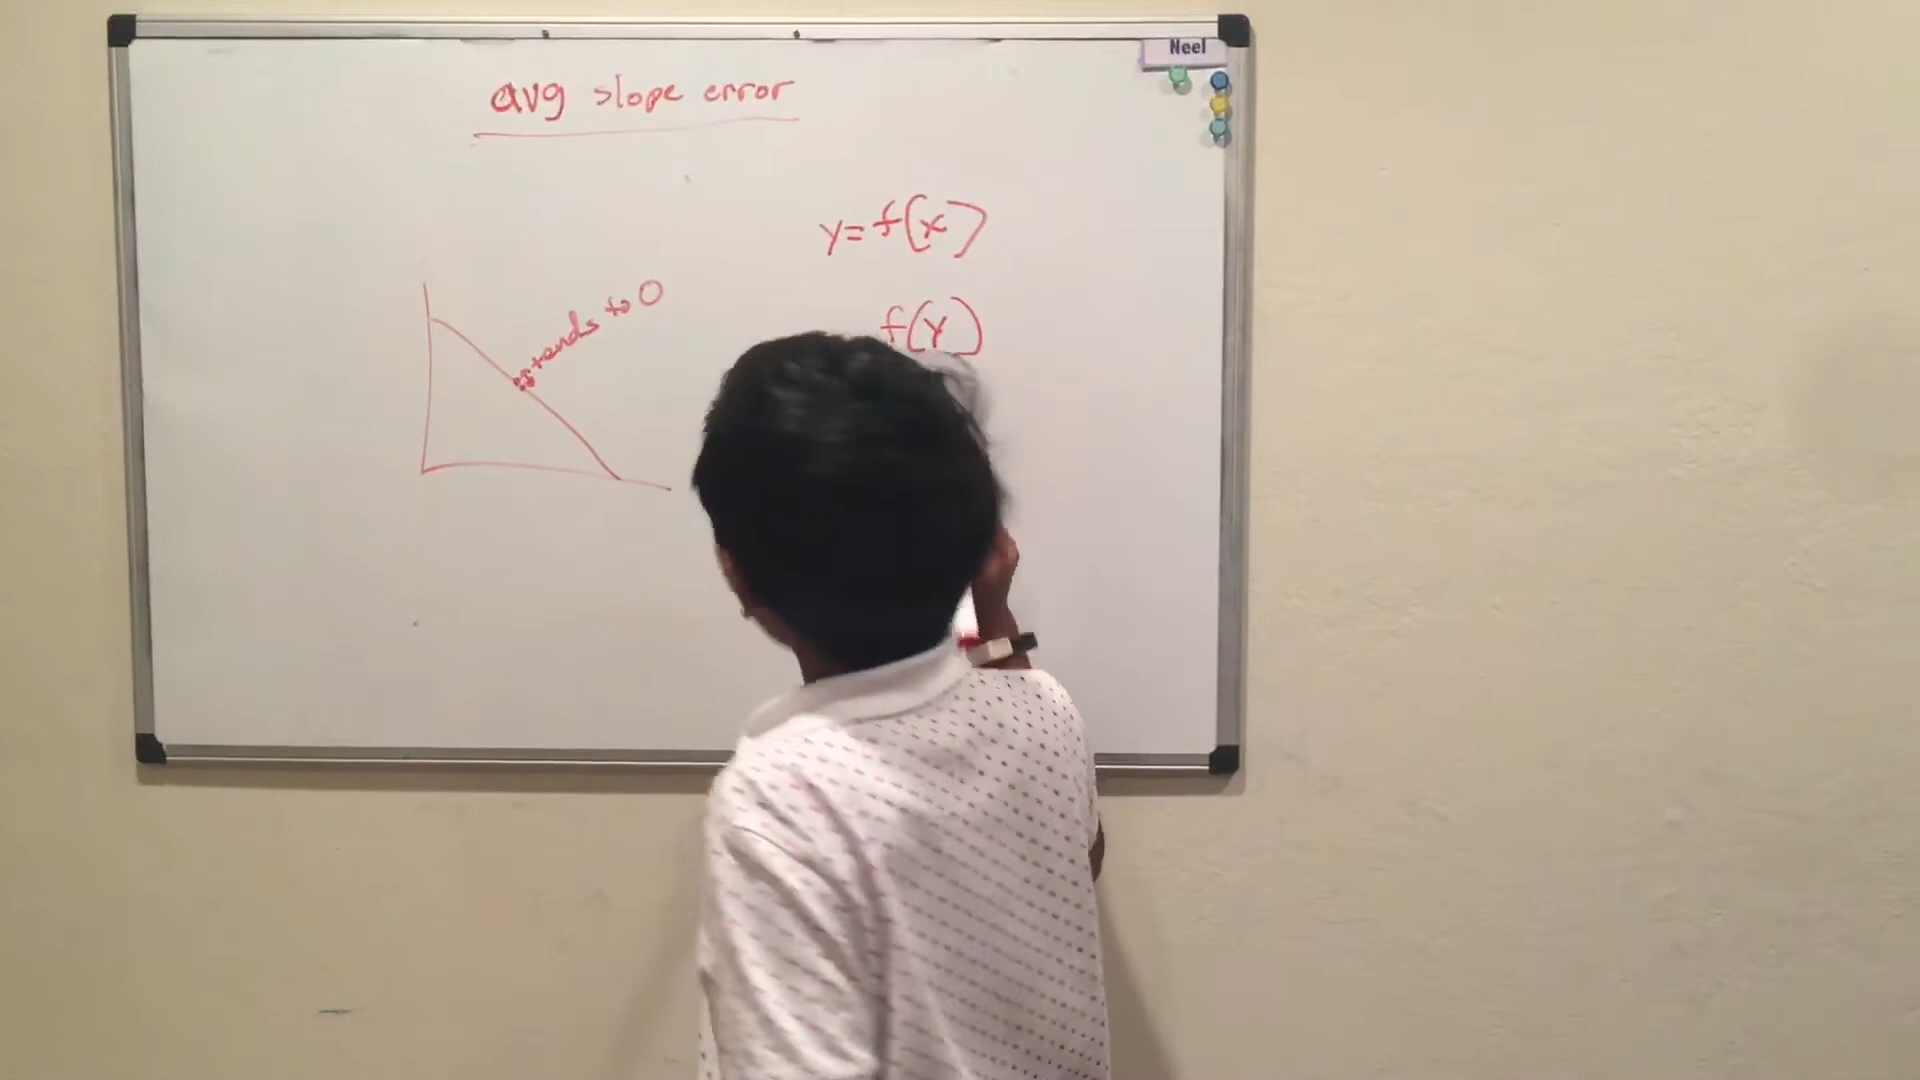 Neel
avg slope error
y=f(x)
tends to 0
f(y)